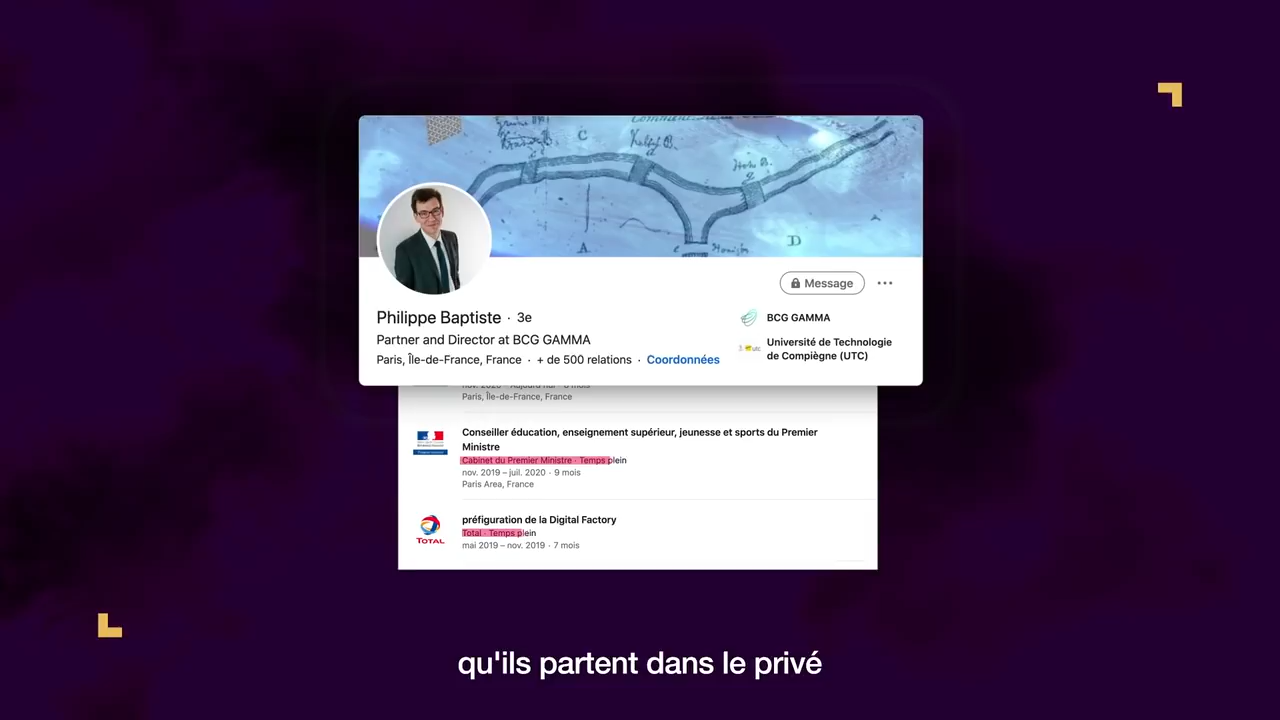 C
D
A
Philippe Baptiste · 3e
Partner and Director at BCG GAMMA
Paris, Île-de-France, France · + de 500 relations · Coordonnées
Message
BCG GAMMA
Université de Technologie
de Compiègne (UTC)
Paris, Île-de-France, France
Conseiller éducation, enseignement supérieur, jeunesse et sports du Premier
Ministre
Cabinet du Premier Ministre · Temps plein
nov. 2019 – juil. 2020 · 9 mois
Paris Area, France
préfiguration de la Digital Factory
Total · Temps plein
mai 2019 – nov. 2019 · 7 mois
TOTAL
qu'ils partent dans le privé